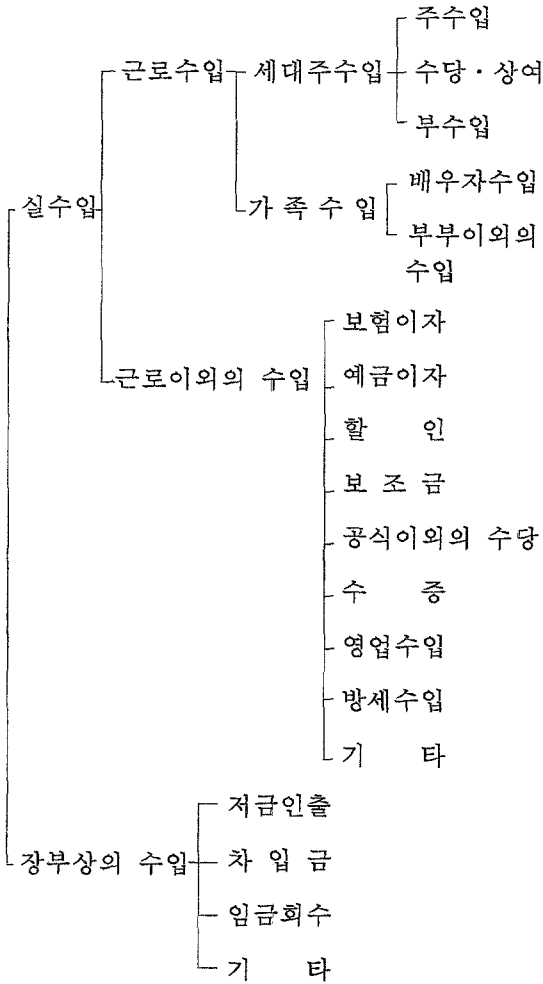 주수입
근로수입 세대주수입 수당·상여
부수입
실수입 가 족 수 입 배우자수입
부부이외의
수입
보험이자
근로이외의 수입 예금이자
할 인
보 조 금
공식이외의 수당
수 증
영업수입
방세수입
기 타
저금인출
장부상의 수입 차 입 금
임금회수
기 타